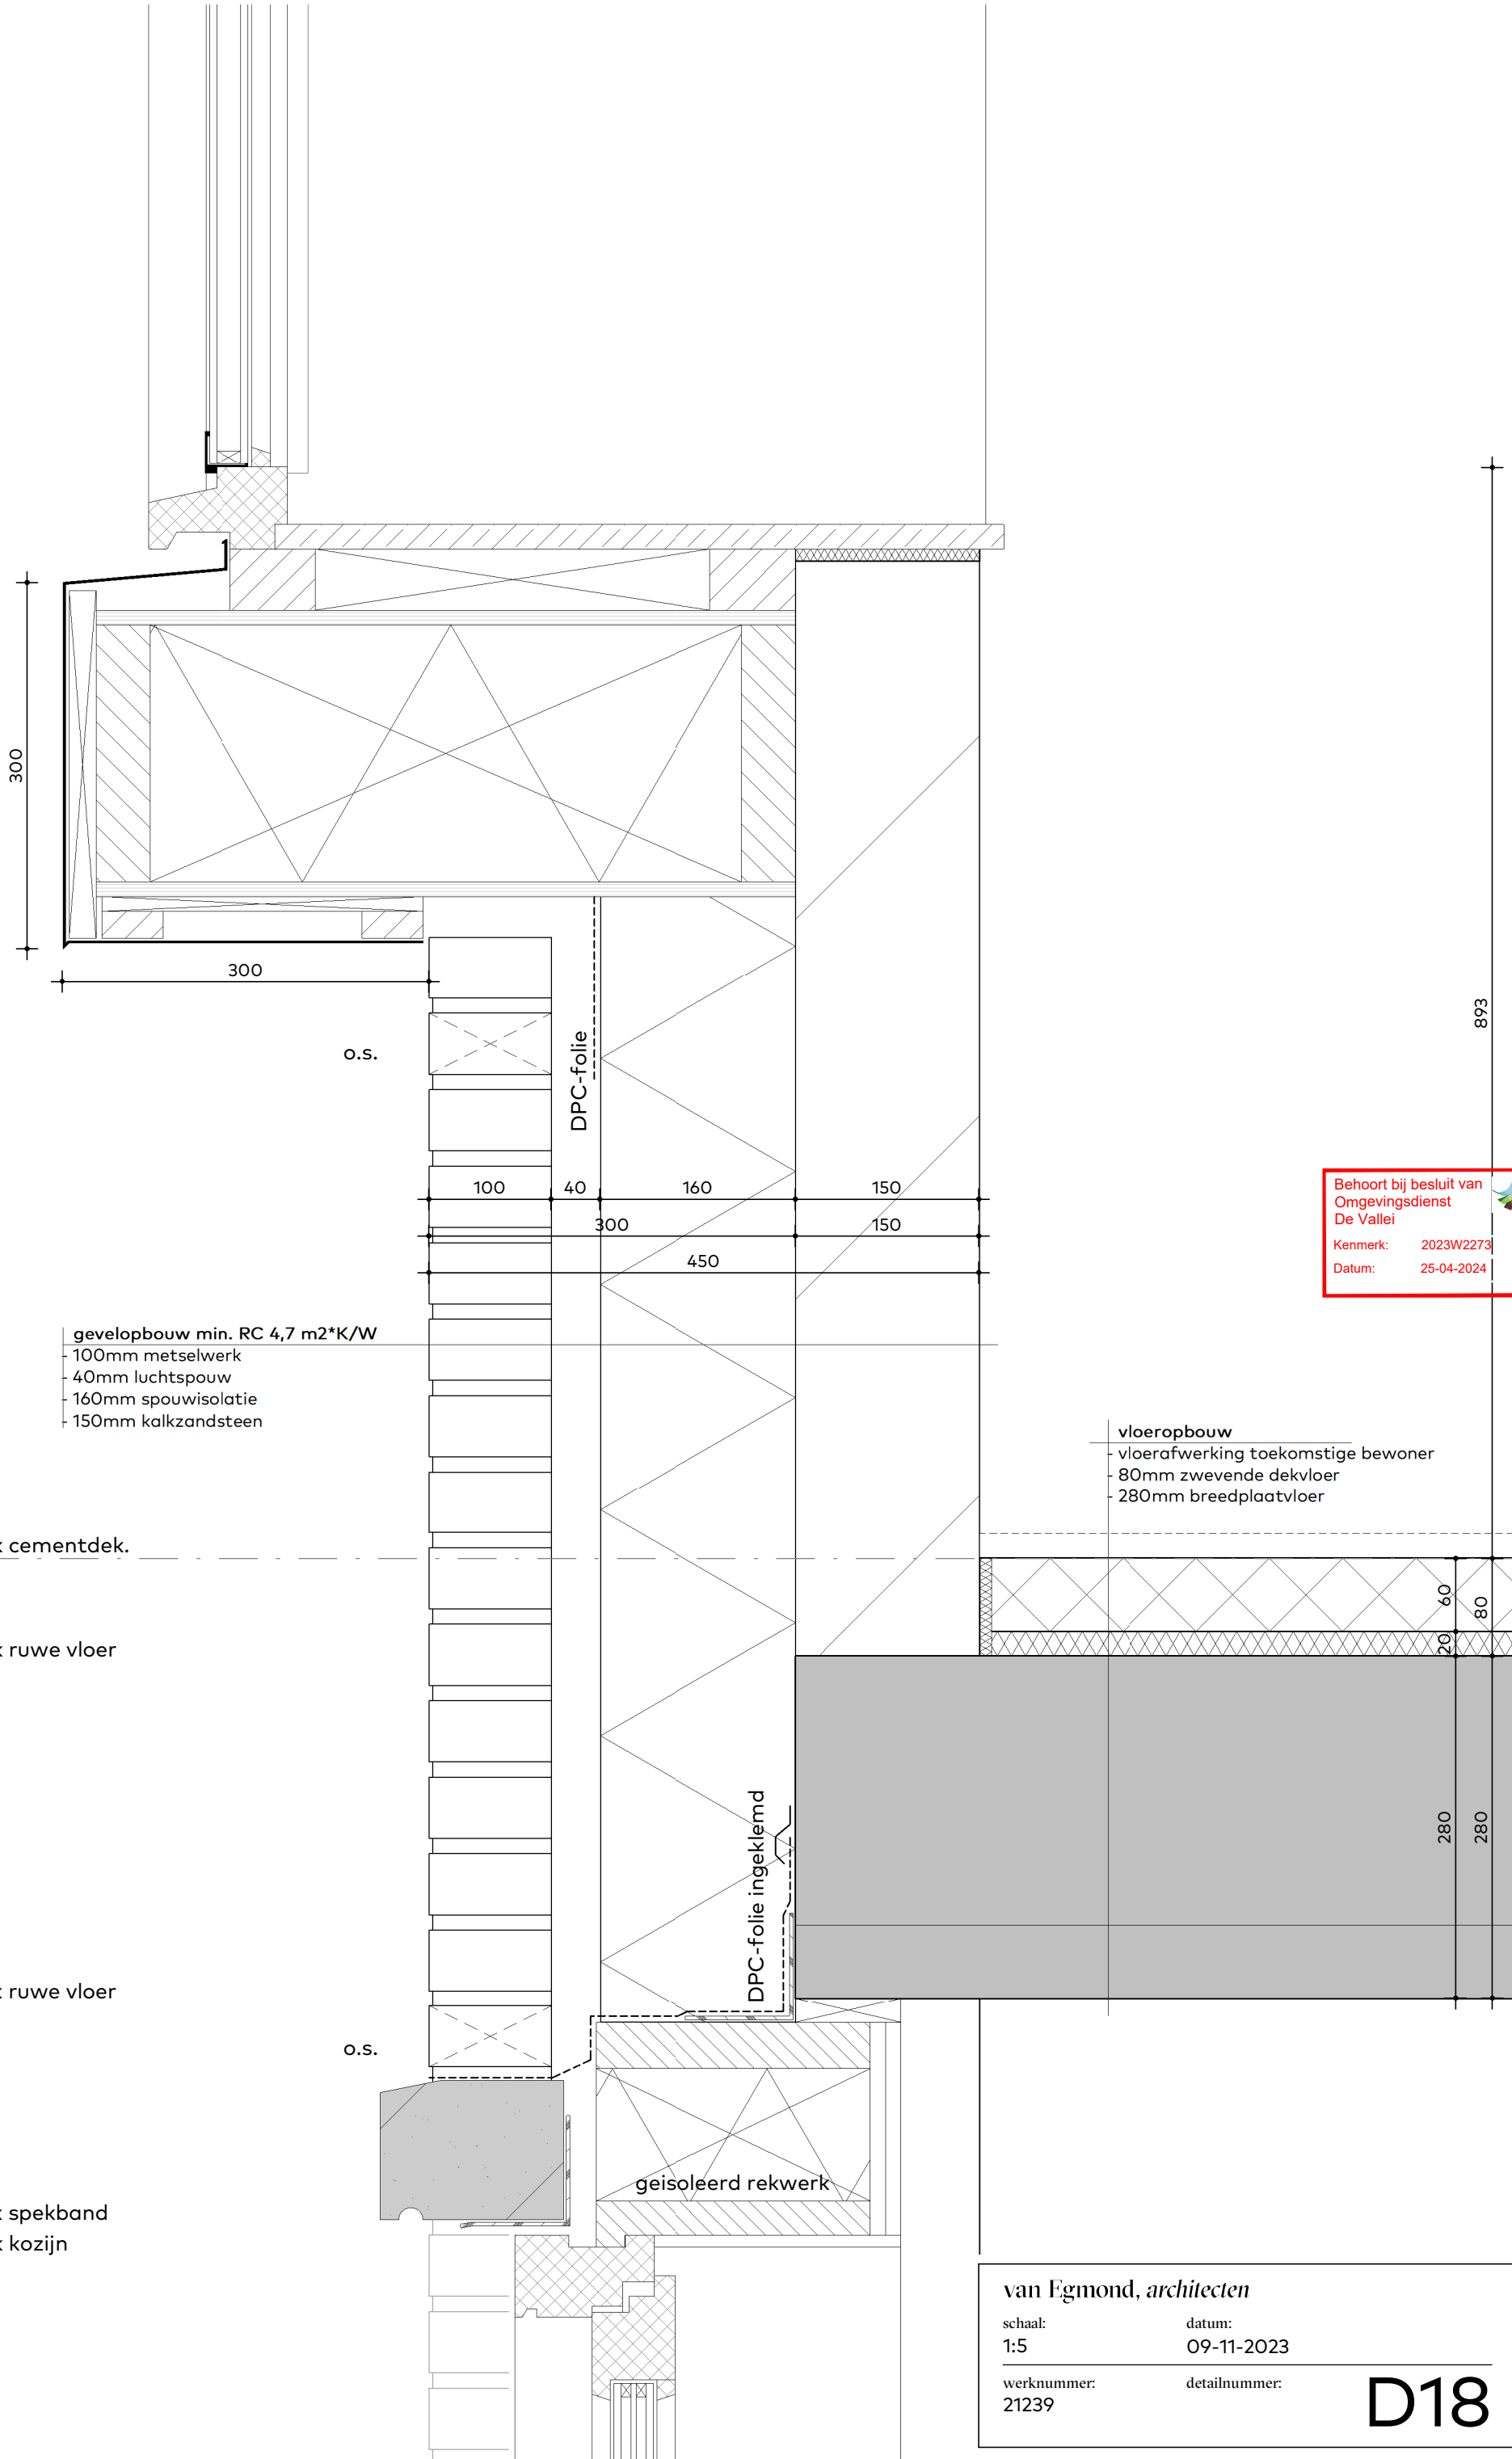 300
300
893
o.s.
DPC-folie
100 40 160 150
300 150
450
Behoort bij besluit van
Omgevingsdienst
De Vallei
Kenmerk: 2023W2273
Datum: 25-04-2024
gevelopbouw min. RC 4,7 m2*K/W
- 100mm metselwerk
- 40mm luchtspouw
- 160mm spouwisolatie
- 150mm kalkzandsteen
vloeropbouw
- vloerafwerking toekomstige bewoner
- 80mm zwevende dekvloer
- 280mm breedplaatvloer
k cementdek.
60
80
20
k ruwe vloer
280
280
DPC-folie ingeklemd
k ruwe vloer
o.s.
geisoleerd rekwerk
k spekband
k kozijn
van Egmond, architecten
schaal: datum:
1:5 09-11-2023
werknummer: detailnummer:
21239
D18